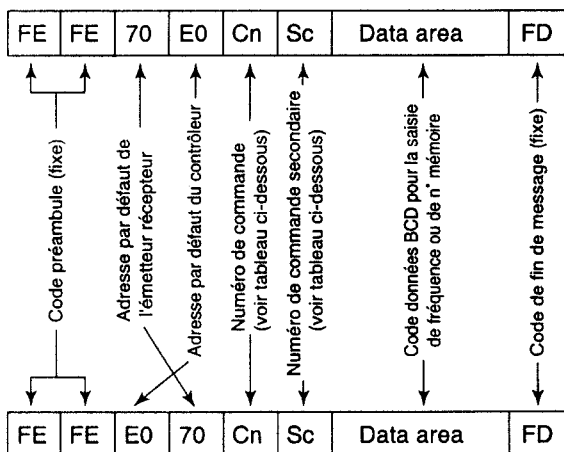 FE FE 70 E0 Cn Sc Data area FD
Code préambule (fixe)
Adresse par défaut de
l'émetteur récepteur
Adresse par défaut du contrôleur
Numéro de commande
(voir tableau ci-dessous)
Numéro de commande secondaire
(voir tableau ci-dessous)
Code données BCD pour la saisie
de fréquence ou de n° mémoire
Code de fin de message (fixe)
FE FE E0 70 Cn Sc Data area FD